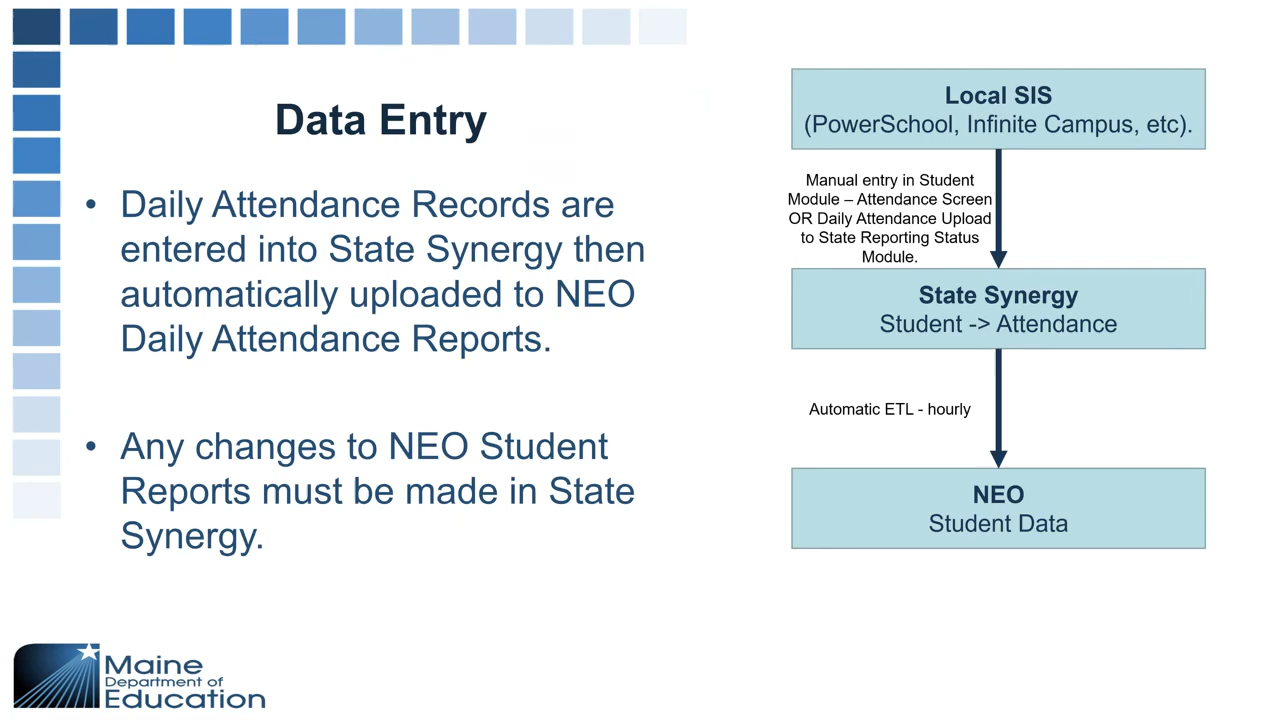 Data Entry
• Daily Attendance Records are
entered into State Synergy then
automatically uploaded to NEO
Daily Attendance Reports.
• Any changes to NEO Student
Reports must be made in State
Synergy.
Local SIS
(PowerSchool, Infinite Campus, etc).
Manual entry in Student
Module – Attendance Screen
OR Daily Attendance Upload
to State Reporting Status
Module.
State Synergy
Student -> Attendance
Automatic ETL - hourly
NEO
Student Data
Maine
Department of
Education